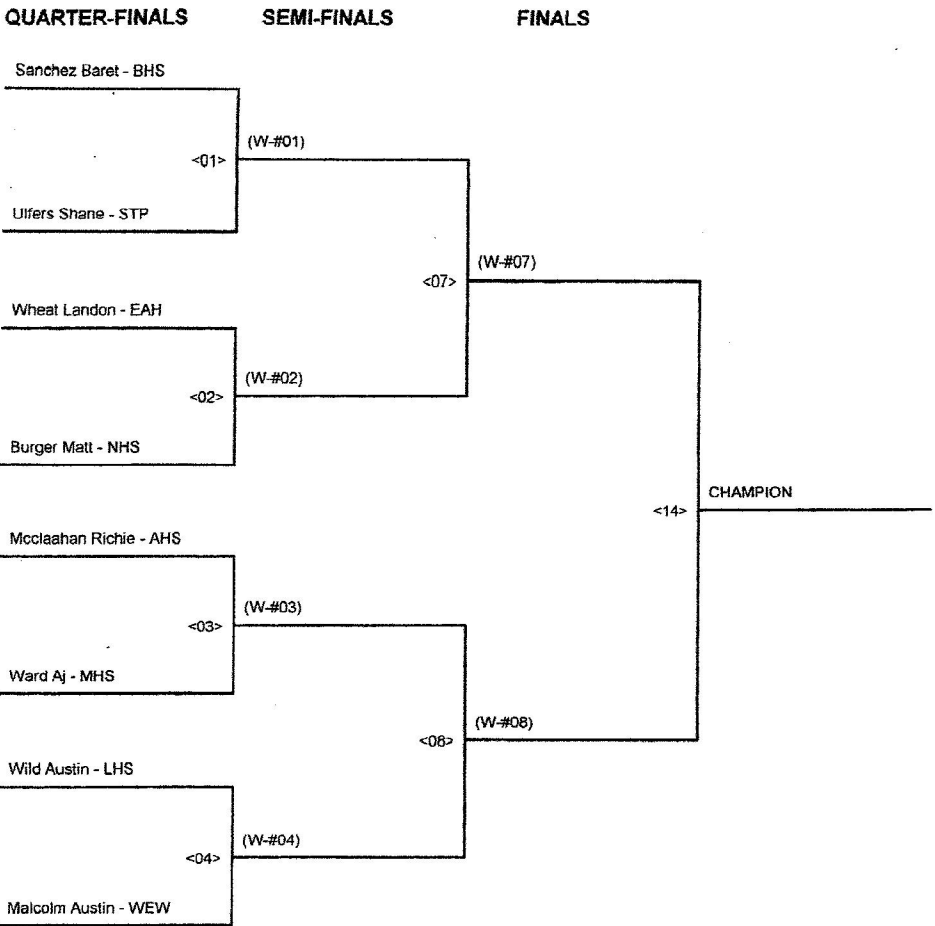 QUARTER-FINALS SEMI-FINALS FINALS
Sanchez Baret - BHS
(W-#01)
<01>
Ulfers Shane - STP
(W-#07)
<07>
Wheat Landon - EAH
(W-#02)
<02>
Burger Matt - NHS
CHAMPION
<14>
Mcclaahan Richie - AHS
(W-#03)
<03>
Ward Aj - MHS
(W-#08)
<08>
Wild Austin - LHS
(W-#04)
<04>
Malcolm Austin - WEW